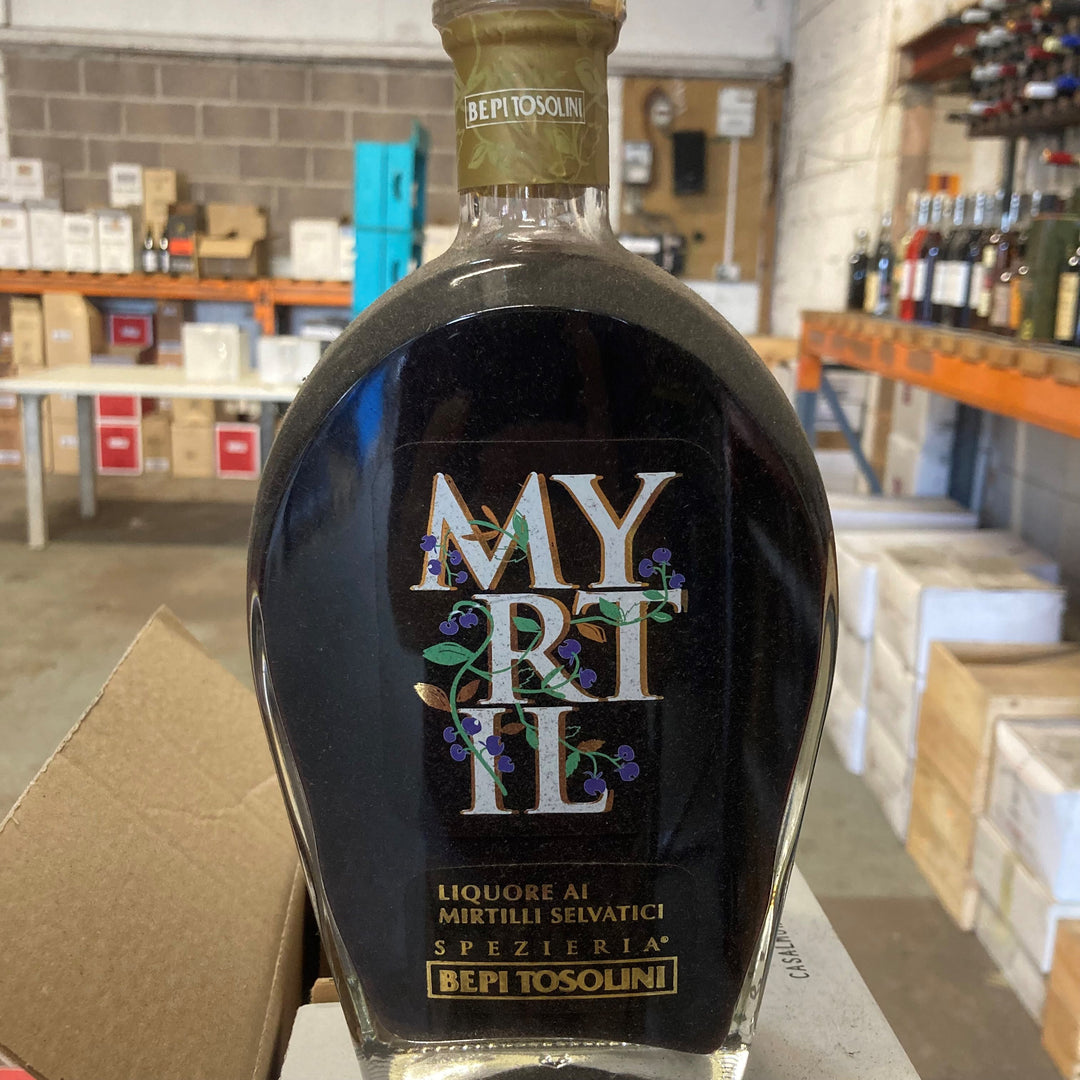 BEPI TOSOLINI
MY
RT
IL
LIQUORE AI
MIRTILLI SELVATICI
SPEZIERIA®
BEPI TOSOLINI